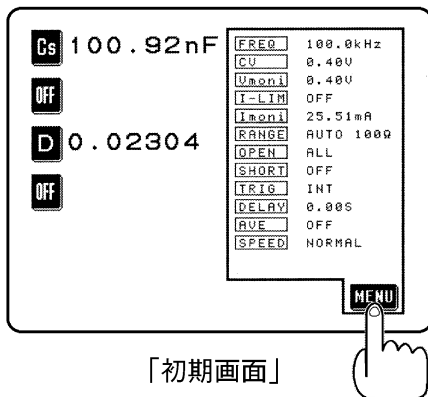 Cs 100.92nF
OFF
D 0.02304
OFF
FREQ 100.0kHz
CV 0.40V
Vmoni 0.40V
I-LIM OFF
Imoni 25.51mA
RANGE AUTO 100Ω
OPEN ALL
SHORT OFF
TRIG INT
DELAY 0.00S
AVE OFF
SPEED NORMAL
MENU
「初期画面」